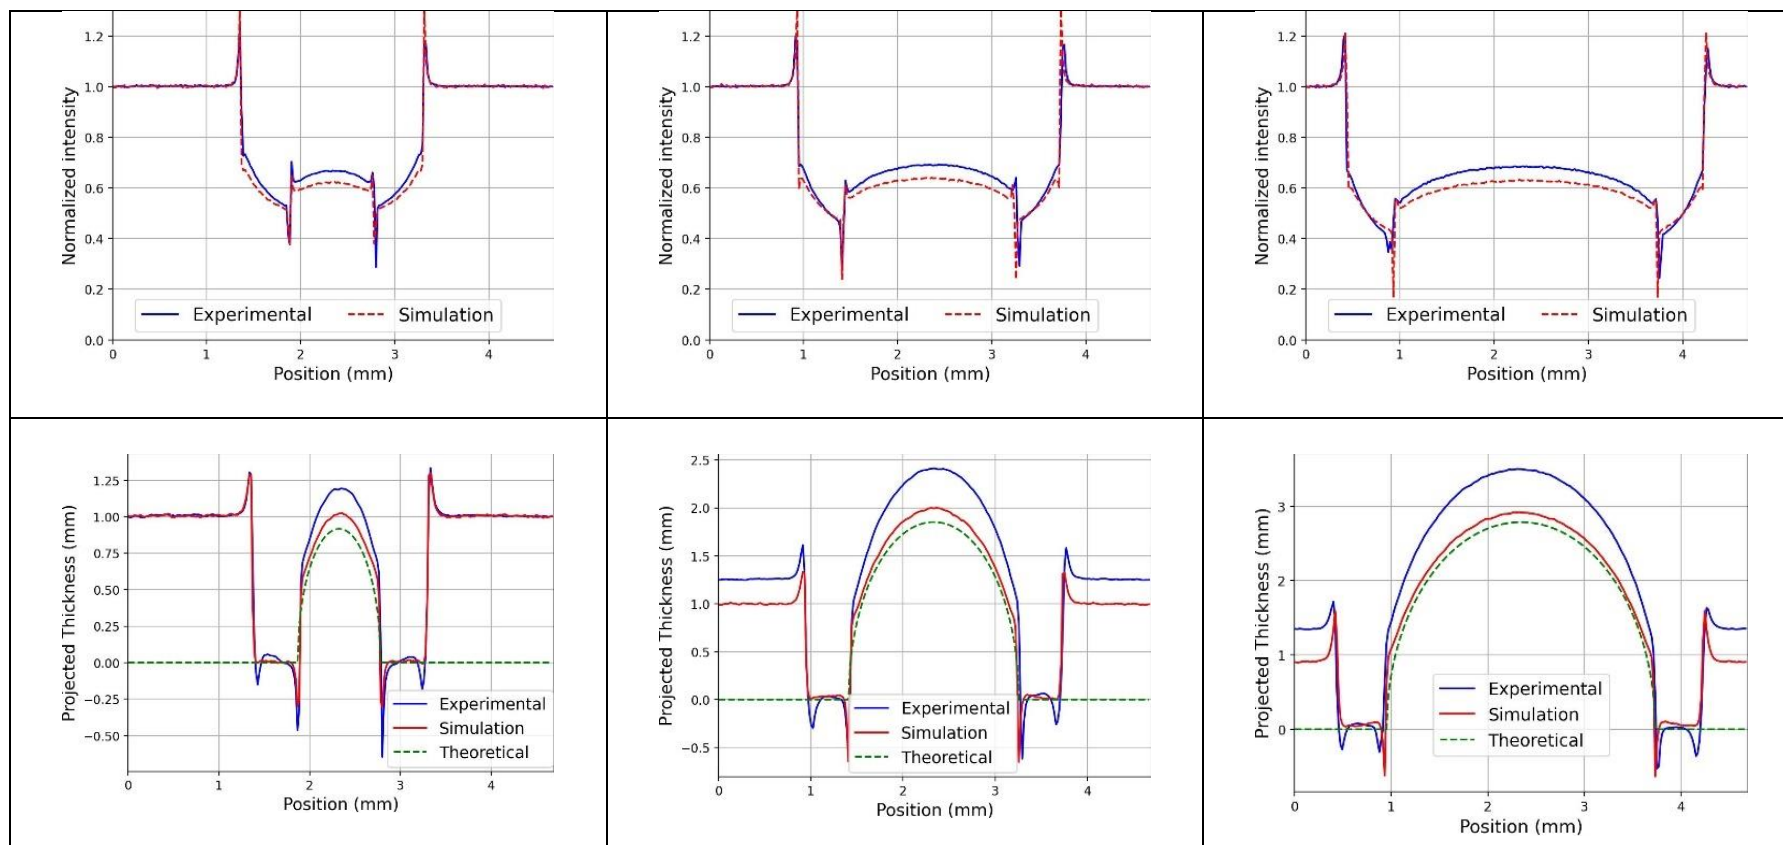 Normalized intensity
1.2
1.0
0.8
0.6
0.4
0.2
0.0
Experimental
Simulation
0 1 2 3 4
Position (mm)
Normalized intensity
1.2
1.0
0.8
0.6
0.4
0.2
0.0
Experimental
Simulation
0 1 2 3 4
Position (mm)
Normalized intensity
1.2
1.0
0.8
0.6
0.4
0.2
0.0
Experimental
Simulation
0 1 2 3 4
Position (mm)
Projected Thickness (mm)
1.25
1.00
0.75
0.50
0.25
0.00
−0.25
−0.50
Experimental
Simulation
Theoretical
0 1 2 3 4
Position (mm)
Projected Thickness (mm)
2.5
2.0
1.5
1.0
0.5
0.0
−0.5
Experimental
Simulation
Theoretical
0 1 2 3 4
Position (mm)
Projected Thickness (mm)
3
2
1
0
Experimental
Simulation
Theoretical
0 1 2 3 4
Position (mm)